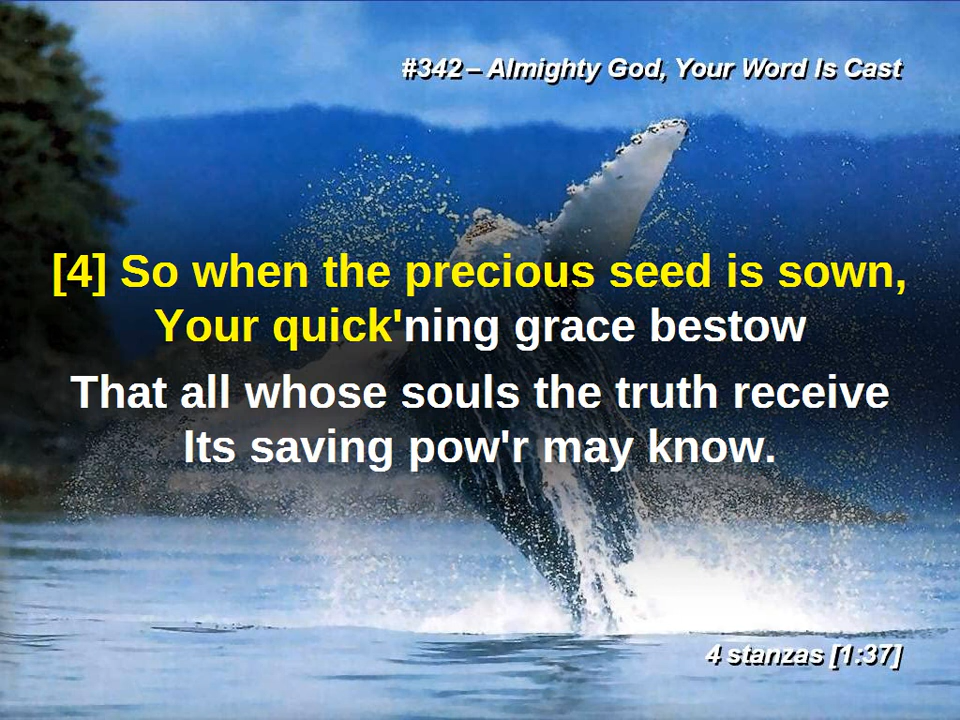 #342 – Almighty God, Your Word Is Cast
[4] So when the precious seed is sown,
Your quick'ning grace bestow
That all whose souls the truth receive
Its saving pow'r may know.
4 stanzas [1:37]